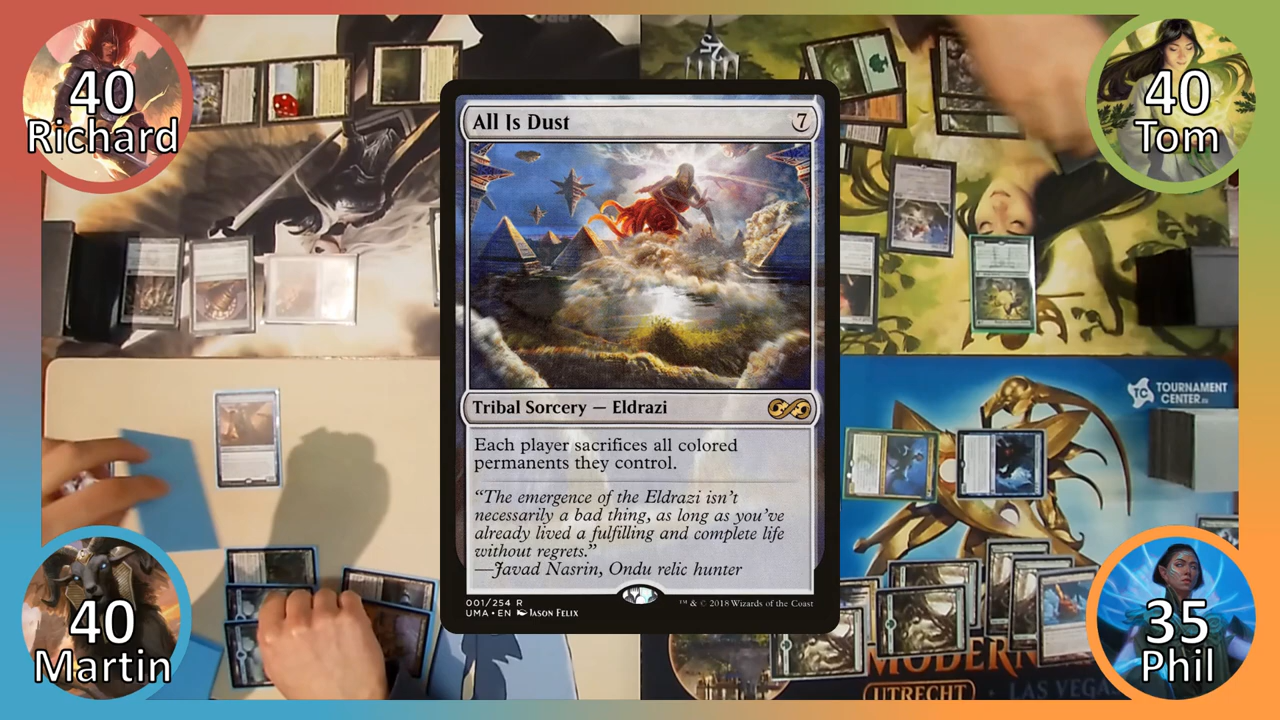 40
Richard
40
Tom
All Is Dust
7
Tribal Sorcery — Eldrazi
Each player sacrifices all colored
permanents they control.
“The emergence of the Eldrazi isn’t
necessarily a bad thing, as long as you’ve
already lived a fulfilling and complete life
without regrets.”
—Javad Nasrin, Ondu relic hunter
001/254 R
UMA • EN JASON FELIX
™ & © 2018 Wizards of the Coast
TC TOURNAMENT
CENTER
40
Martin
35
Phil
MODERN
UTRECHT • LAS VEGAS